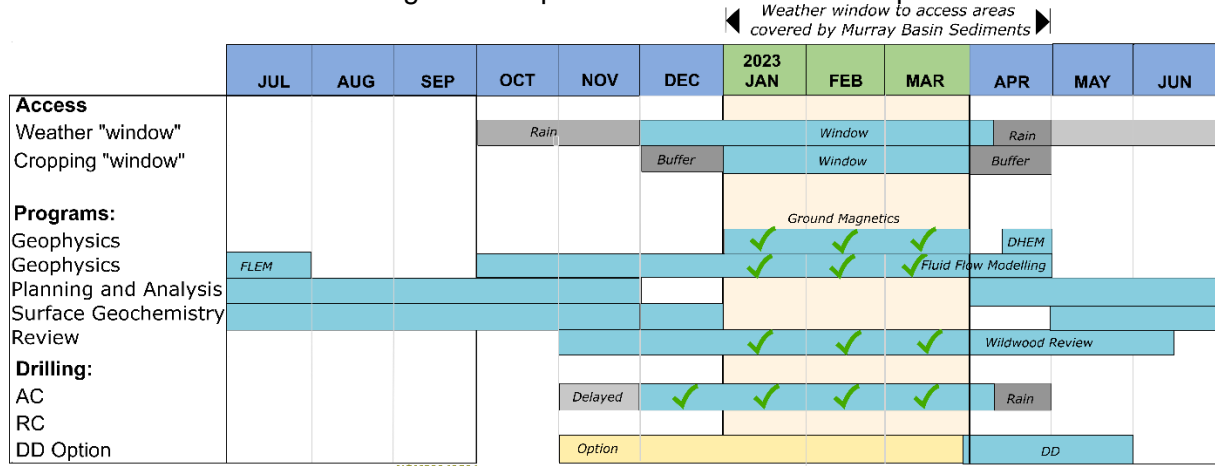 Weather window to access areas
covered by Murray Basin Sediments
JUL AUG SEP OCT NOV DEC 2023 JAN FEB MAR APR MAY JUN
Access
Weather "window" Rain Window Rain
Cropping "window" Buffer Window Buffer
Programs:
Ground Magnetics
Geophysics DHEM
Geophysics FLEM Fluid Flow Modelling
Planning and Analysis
Surface Geochemistry
Review Wildwood Review
Drilling:
AC Delayed Rain
RC
DD Option Option DD